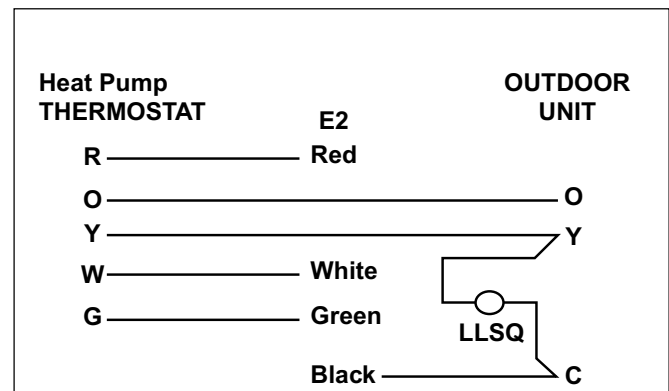 Heat Pump
THERMOSTAT
OUTDOOR
UNIT
E2
R Red
O O
Y Y
W White
G Green
LLSQ
Black C